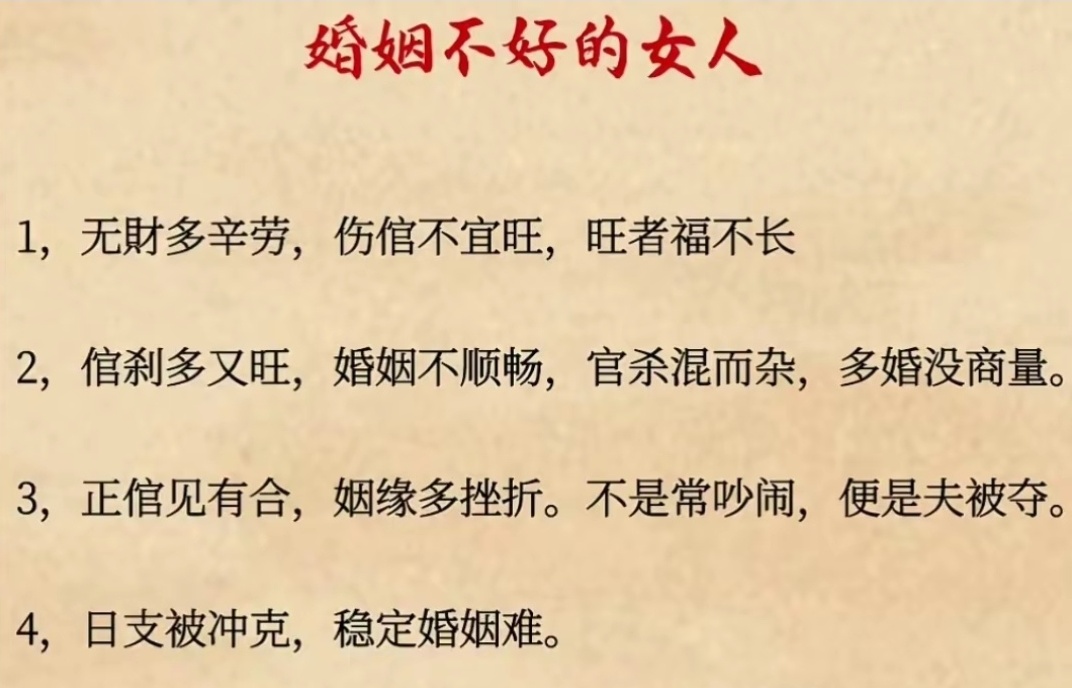 婚姻不好的女人
1，无財多辛劳，伤倌不宜旺，旺者福不长
2，倌刹多又旺，婚姻不顺畅，官杀混而杂，多婚没商量。
3，正倌见有合，姻缘多挫折。不是常吵闹，便是夫被夺。
4，日支被冲克，稳定婚姻难。